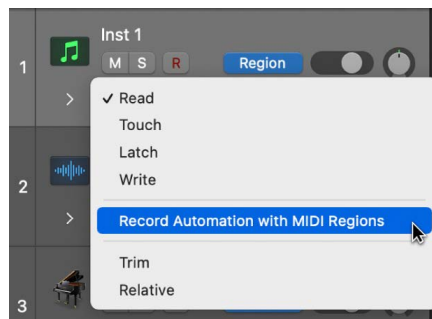 Inst 1
1
M S R Region
✓ Read
Touch
Latch
Write
2
Record Automation with MIDI Regions
Trim
Relative
3